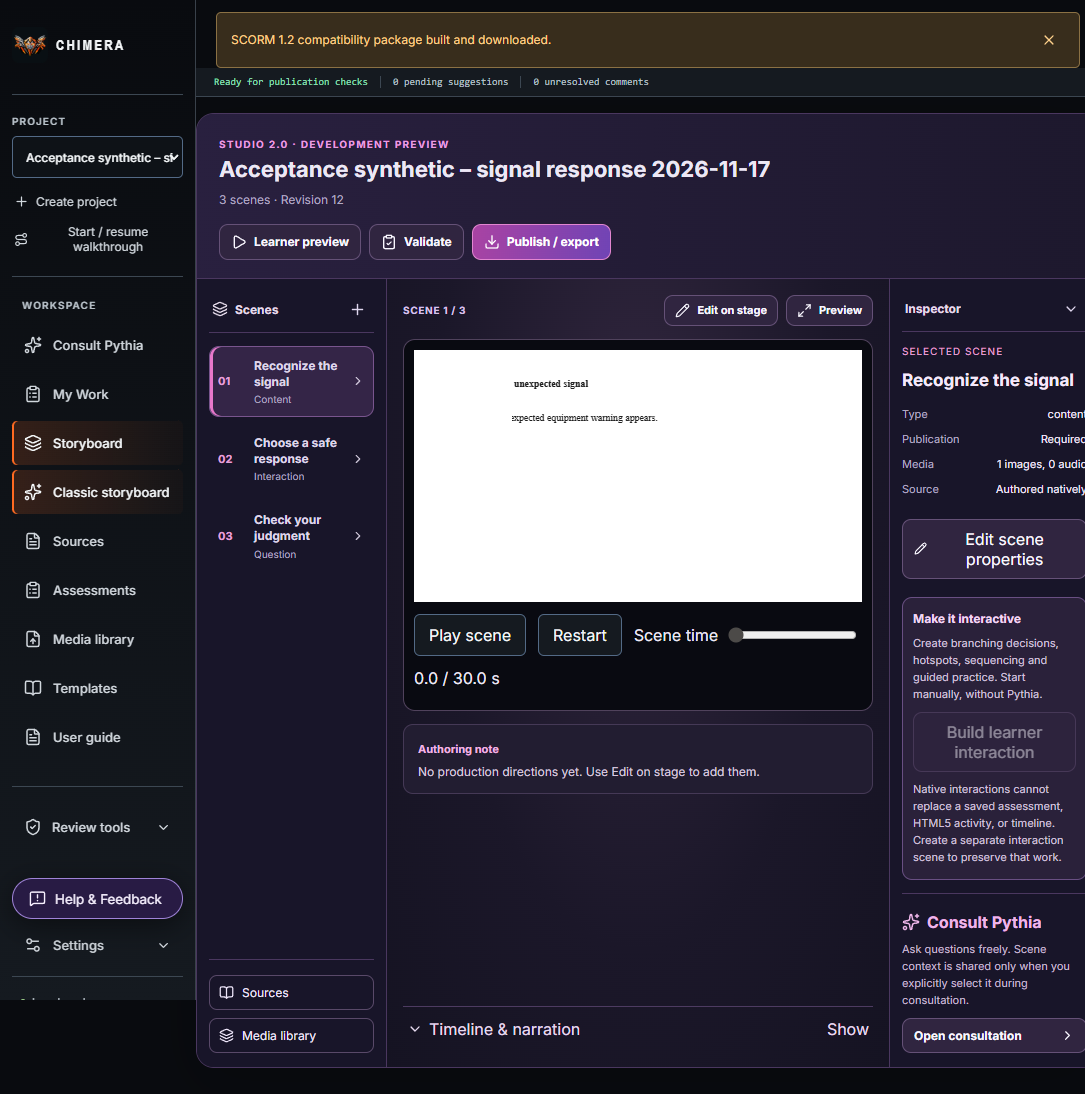 CHIMERA
PROJECT
Acceptance synthetic – si
Create project
Start / resume
walkthrough
WORKSPACE
Consult Pythia
My Work
Storyboard
Classic storyboard
Sources
Assessments
Media library
Templates
User guide
Review tools
Help & Feedback
Settings
SCORM 1.2 compatibility package built and downloaded.
Ready for publication checks
0 pending suggestions
0 unresolved comments
STUDIO 2.0 · DEVELOPMENT PREVIEW
Acceptance synthetic – signal response 2026-11-17
3 scenes · Revision 12
Learner preview
Validate
Publish / export
Scenes
01
Recognize the
signal
Content
02
Choose a safe
response
Interaction
03
Check your
judgment
Question
Sources
Media library
SCENE 1 / 3
Edit on stage
Preview
unexpected signal
expected equipment warning appears.
Play scene
Restart
Scene time
0.0 / 30.0 s
Authoring note
No production directions yet. Use Edit on stage to add them.
Timeline & narration
Show
Inspector
SELECTED SCENE
Recognize the signal
Type
content
Publication
Required
Media
1 images, 0 audio
Source
Authored natively
Edit scene
properties
Make it interactive
Create branching decisions,
hotspots, sequencing and
guided practice. Start
manually, without Pythia.
Build learner
interaction
Native interactions cannot
replace a saved assessment,
HTML5 activity, or timeline.
Create a separate interaction
scene to preserve that work.
Consult Pythia
Ask questions freely. Scene
context is shared only when you
explicitly select it during
consultation.
Open consultation